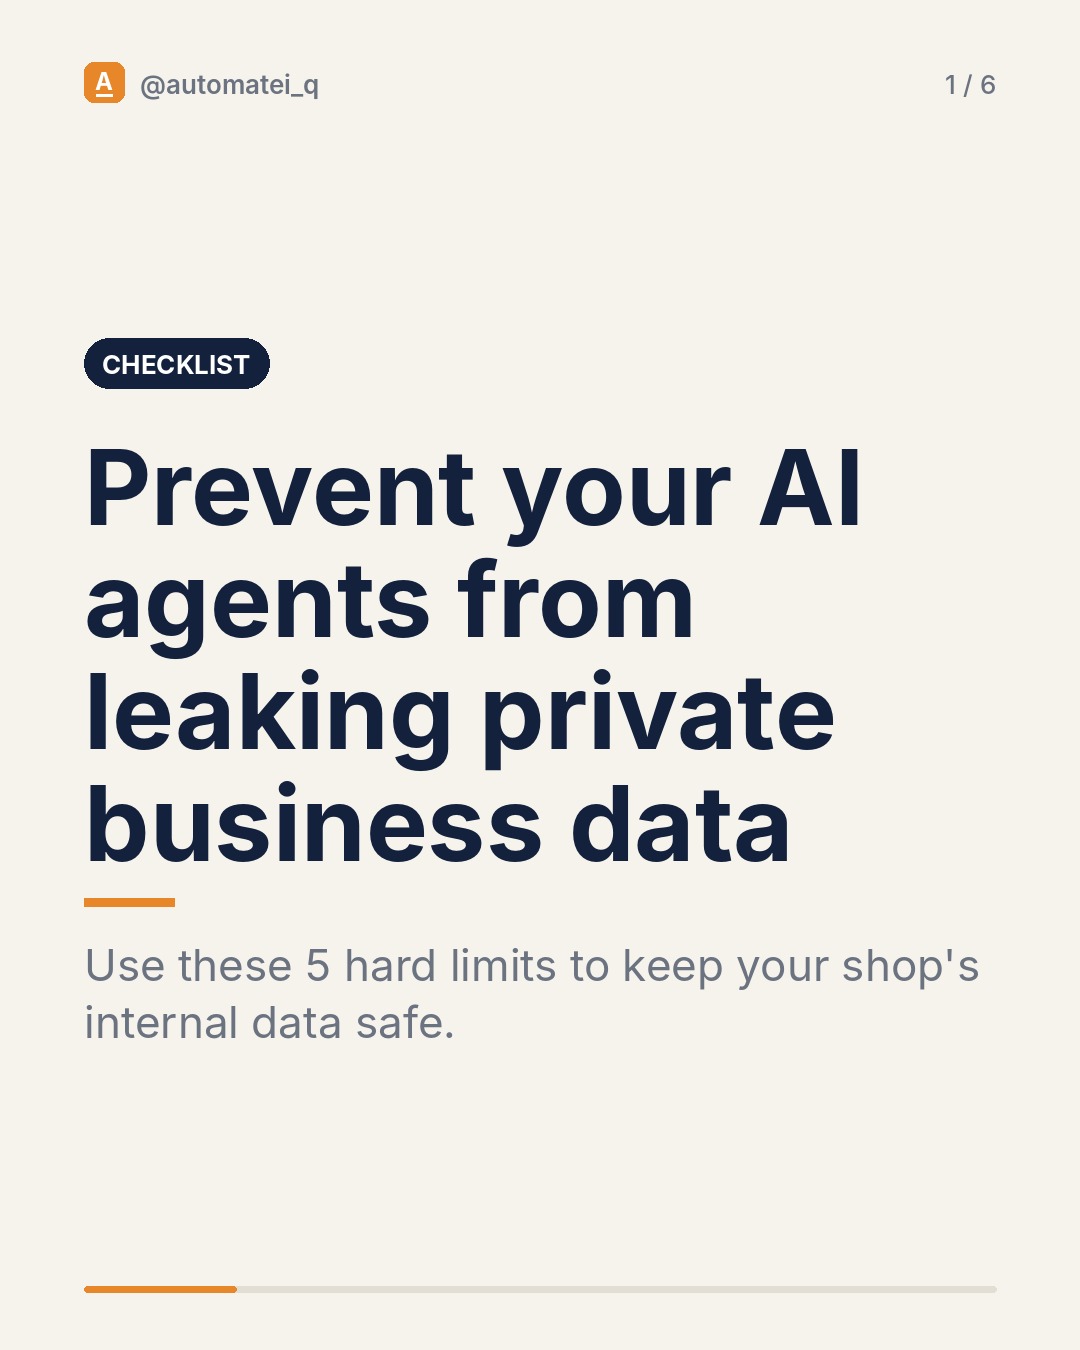 A
@automatei_q
1 / 6
CHECKLIST
Prevent your AI
agents from
leaking private
business data
Use these 5 hard limits to keep your shop's
internal data safe.